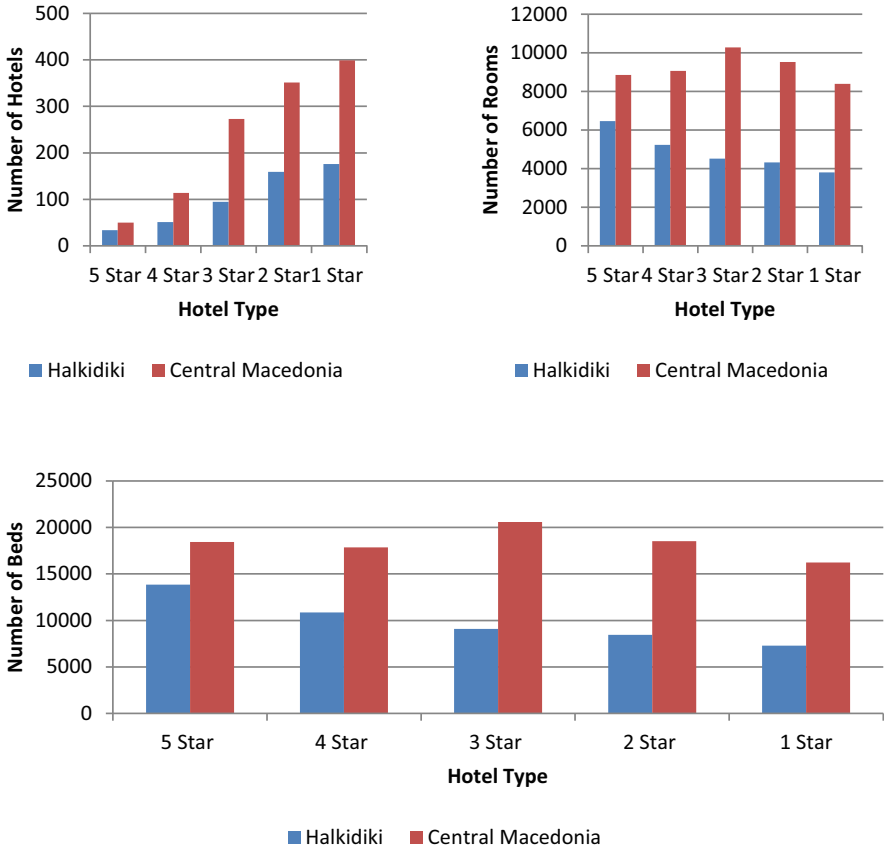 Number of Hotels
500
400
300
200
100
0
5 Star 4 Star 3 Star 2 Star 1 Star
Hotel Type
Halkidiki Central Macedonia
Number of Rooms
12000
10000
8000
6000
4000
2000
0
5 Star 4 Star 3 Star 2 Star 1 Star
Hotel Type
Halkidiki Central Macedonia
Number of Beds
25000
20000
15000
10000
5000
0
5 Star 4 Star 3 Star 2 Star 1 Star
Hotel Type
Halkidiki Central Macedonia